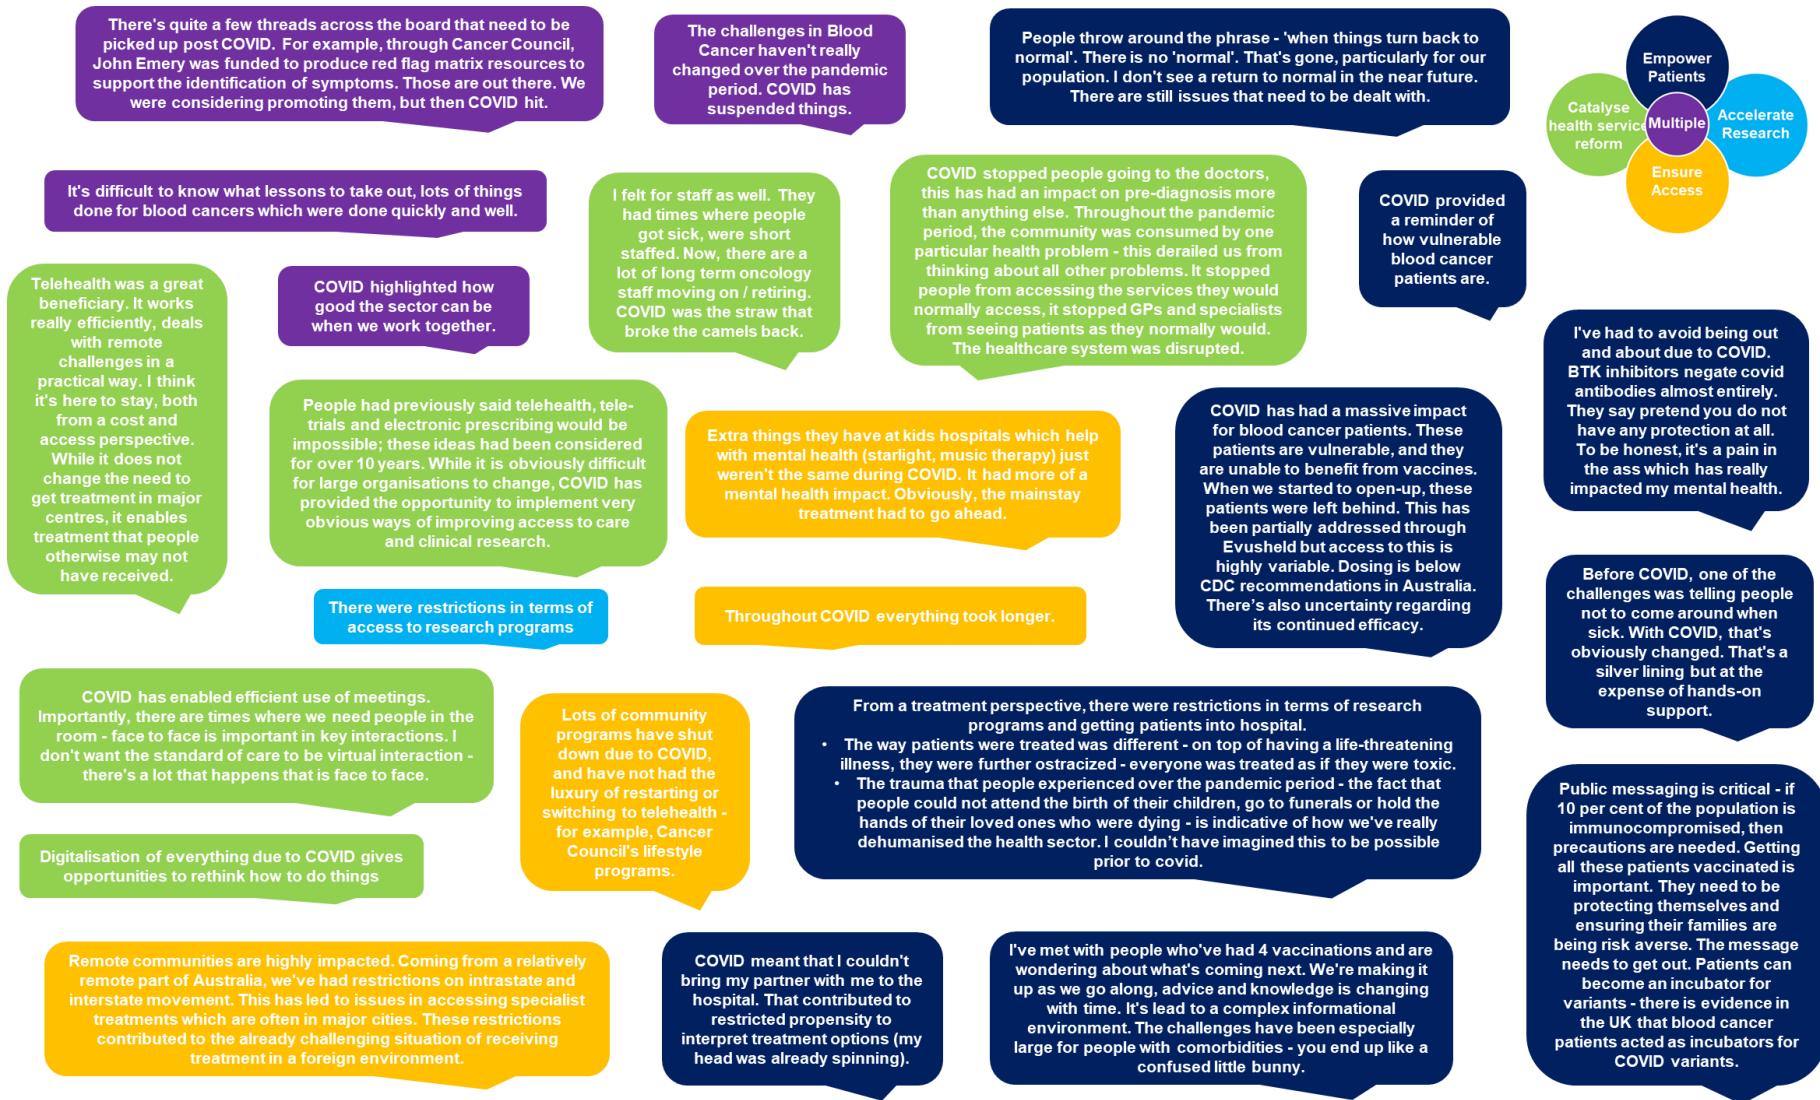 There's quite a few threads across the board that need to be
picked up post COVID. For example, through Cancer Council,
John Emery was funded to produce red flag matrix resources to
support the identification of symptoms. Those are out there. We
were considering promoting them, but then COVID hit.
The challenges in Blood
Cancer haven't really
changed over the pandemic
period. COVID has
suspended things.
People throw around the phrase - 'when things turn back to
normal'. There is no 'normal'. That's gone, particularly for our
population. I don't see a return to normal in the near future.
There are still issues that need to be dealt with.
Empower
Patients
Catalyse
health service
reform
Multiple
Accelerate
Research
Ensure
Access
It's difficult to know what lessons to take out, lots of things
done for blood cancers which were done quickly and well.
I felt for staff as well. They
had times where people
got sick, were short
staffed. Now, there are a
lot of long term oncology
staff moving on / retiring.
COVID was the straw that
broke the camels back.
COVID stopped people going to the doctors,
this has had an impact on pre-diagnosis more
than anything else. Throughout the pandemic
period, the community was consumed by one
particular health problem - this derailed us from
thinking about all other problems. It stopped
people from accessing the services they would
normally access, it stopped GPs and specialists
from seeing patients as they normally would.
The healthcare system was disrupted.
COVID provided
a reminder of
how vulnerable
blood cancer
patients are.
Telehealth was a great
beneficiary. It works
really efficiently, deals
with remote
challenges in a
practical way. I think
it's here to stay, both
from a cost and
access perspective.
While it does not
change the need to
get treatment in major
centres, it enables
treatment that people
otherwise may not
have received.
COVID highlighted how
good the sector can be
when we work together.
I've had to avoid being out
and about due to COVID.
BTK inhibitors negate covid
antibodies almost entirely.
They say pretend you do not
have any protection at all.
To be honest, it's a pain in
the ass which has really
impacted my mental health.
People had previously said telehealth, tele-
trials and electronic prescribing would be
impossible; these ideas had been considered
for over 10 years. While it is obviously difficult
for large organisations to change, COVID has
provided the opportunity to implement very
obvious ways of improving access to care
and clinical research.
Extra things they have at kids hospitals which help
with mental health (starlight, music therapy) just
weren't the same during COVID. It had more of a
mental health impact. Obviously, the mainstay
treatment had to go ahead.
COVID has had a massive impact
for blood cancer patients. These
patients are vulnerable, and they
are unable to benefit from vaccines.
When we started to open-up, these
patients were left behind. This has
been partially addressed through
Evusheld but access to this is
highly variable. Dosing is below
CDC recommendations in Australia.
There's also uncertainty regarding
its continued efficacy.
Before COVID, one of the
challenges was telling people
not to come around when
sick. With COVID, that's
obviously changed. That's a
silver lining but at the
expense of hands-on
support.
There were restrictions in terms of
access to research programs
Throughout COVID everything took longer.
COVID has enabled efficient use of meetings.
Importantly, there are times where we need people in the
room - face to face is important in key interactions. I
don't want the standard of care to be virtual interaction -
there's a lot that happens that is face to face.
Lots of community
programs have shut
down due to COVID,
and have not had the
luxury of restarting or
switching to telehealth -
for example, Cancer
Council's lifestyle
programs.
From a treatment perspective, there were restrictions in terms of research
programs and getting patients into hospital.
• The way patients were treated was different - on top of having a life-threatening
illness, they were further ostracized - everyone was treated as if they were toxic.
• The trauma that people experienced over the pandemic period - the fact that
people could not attend the birth of their children, go to funerals or hold the
hands of their loved ones who were dying - is indicative of how we've really
dehumanised the health sector. I couldn't have imagined this to be possible
prior to covid.
Public messaging is critical - if
10 per cent of the population is
immunocompromised, then
precautions are needed. Getting
all these patients vaccinated is
important. They need to be
protecting themselves and
ensuring their families are
being risk averse. The message
needs to get out. Patients can
become an incubator for
variants - there is evidence in
the UK that blood cancer
patients acted as incubators for
COVID variants.
Digitalisation of everything due to COVID gives
opportunities to rethink how to do things
Remote communities are highly impacted. Coming from a relatively
remote part of Australia, we've had restrictions on intrastate and
interstate movement. This has led to issues in accessing specialist
treatments which are often in major cities. These restrictions
contributed to the already challenging situation of receiving
treatment in a foreign environment.
COVID meant that I couldn't
bring my partner with me to the
hospital. That contributed to
restricted propensity to
interpret treatment options (my
head was already spinning).
I've met with people who've had 4 vaccinations and are
wondering about what's coming next. We're making it
up as we go along, advice and knowledge is changing
with time. It's lead to a complex informational
environment. The challenges have been especially
large for people with comorbidities - you end up like a
confused little bunny.